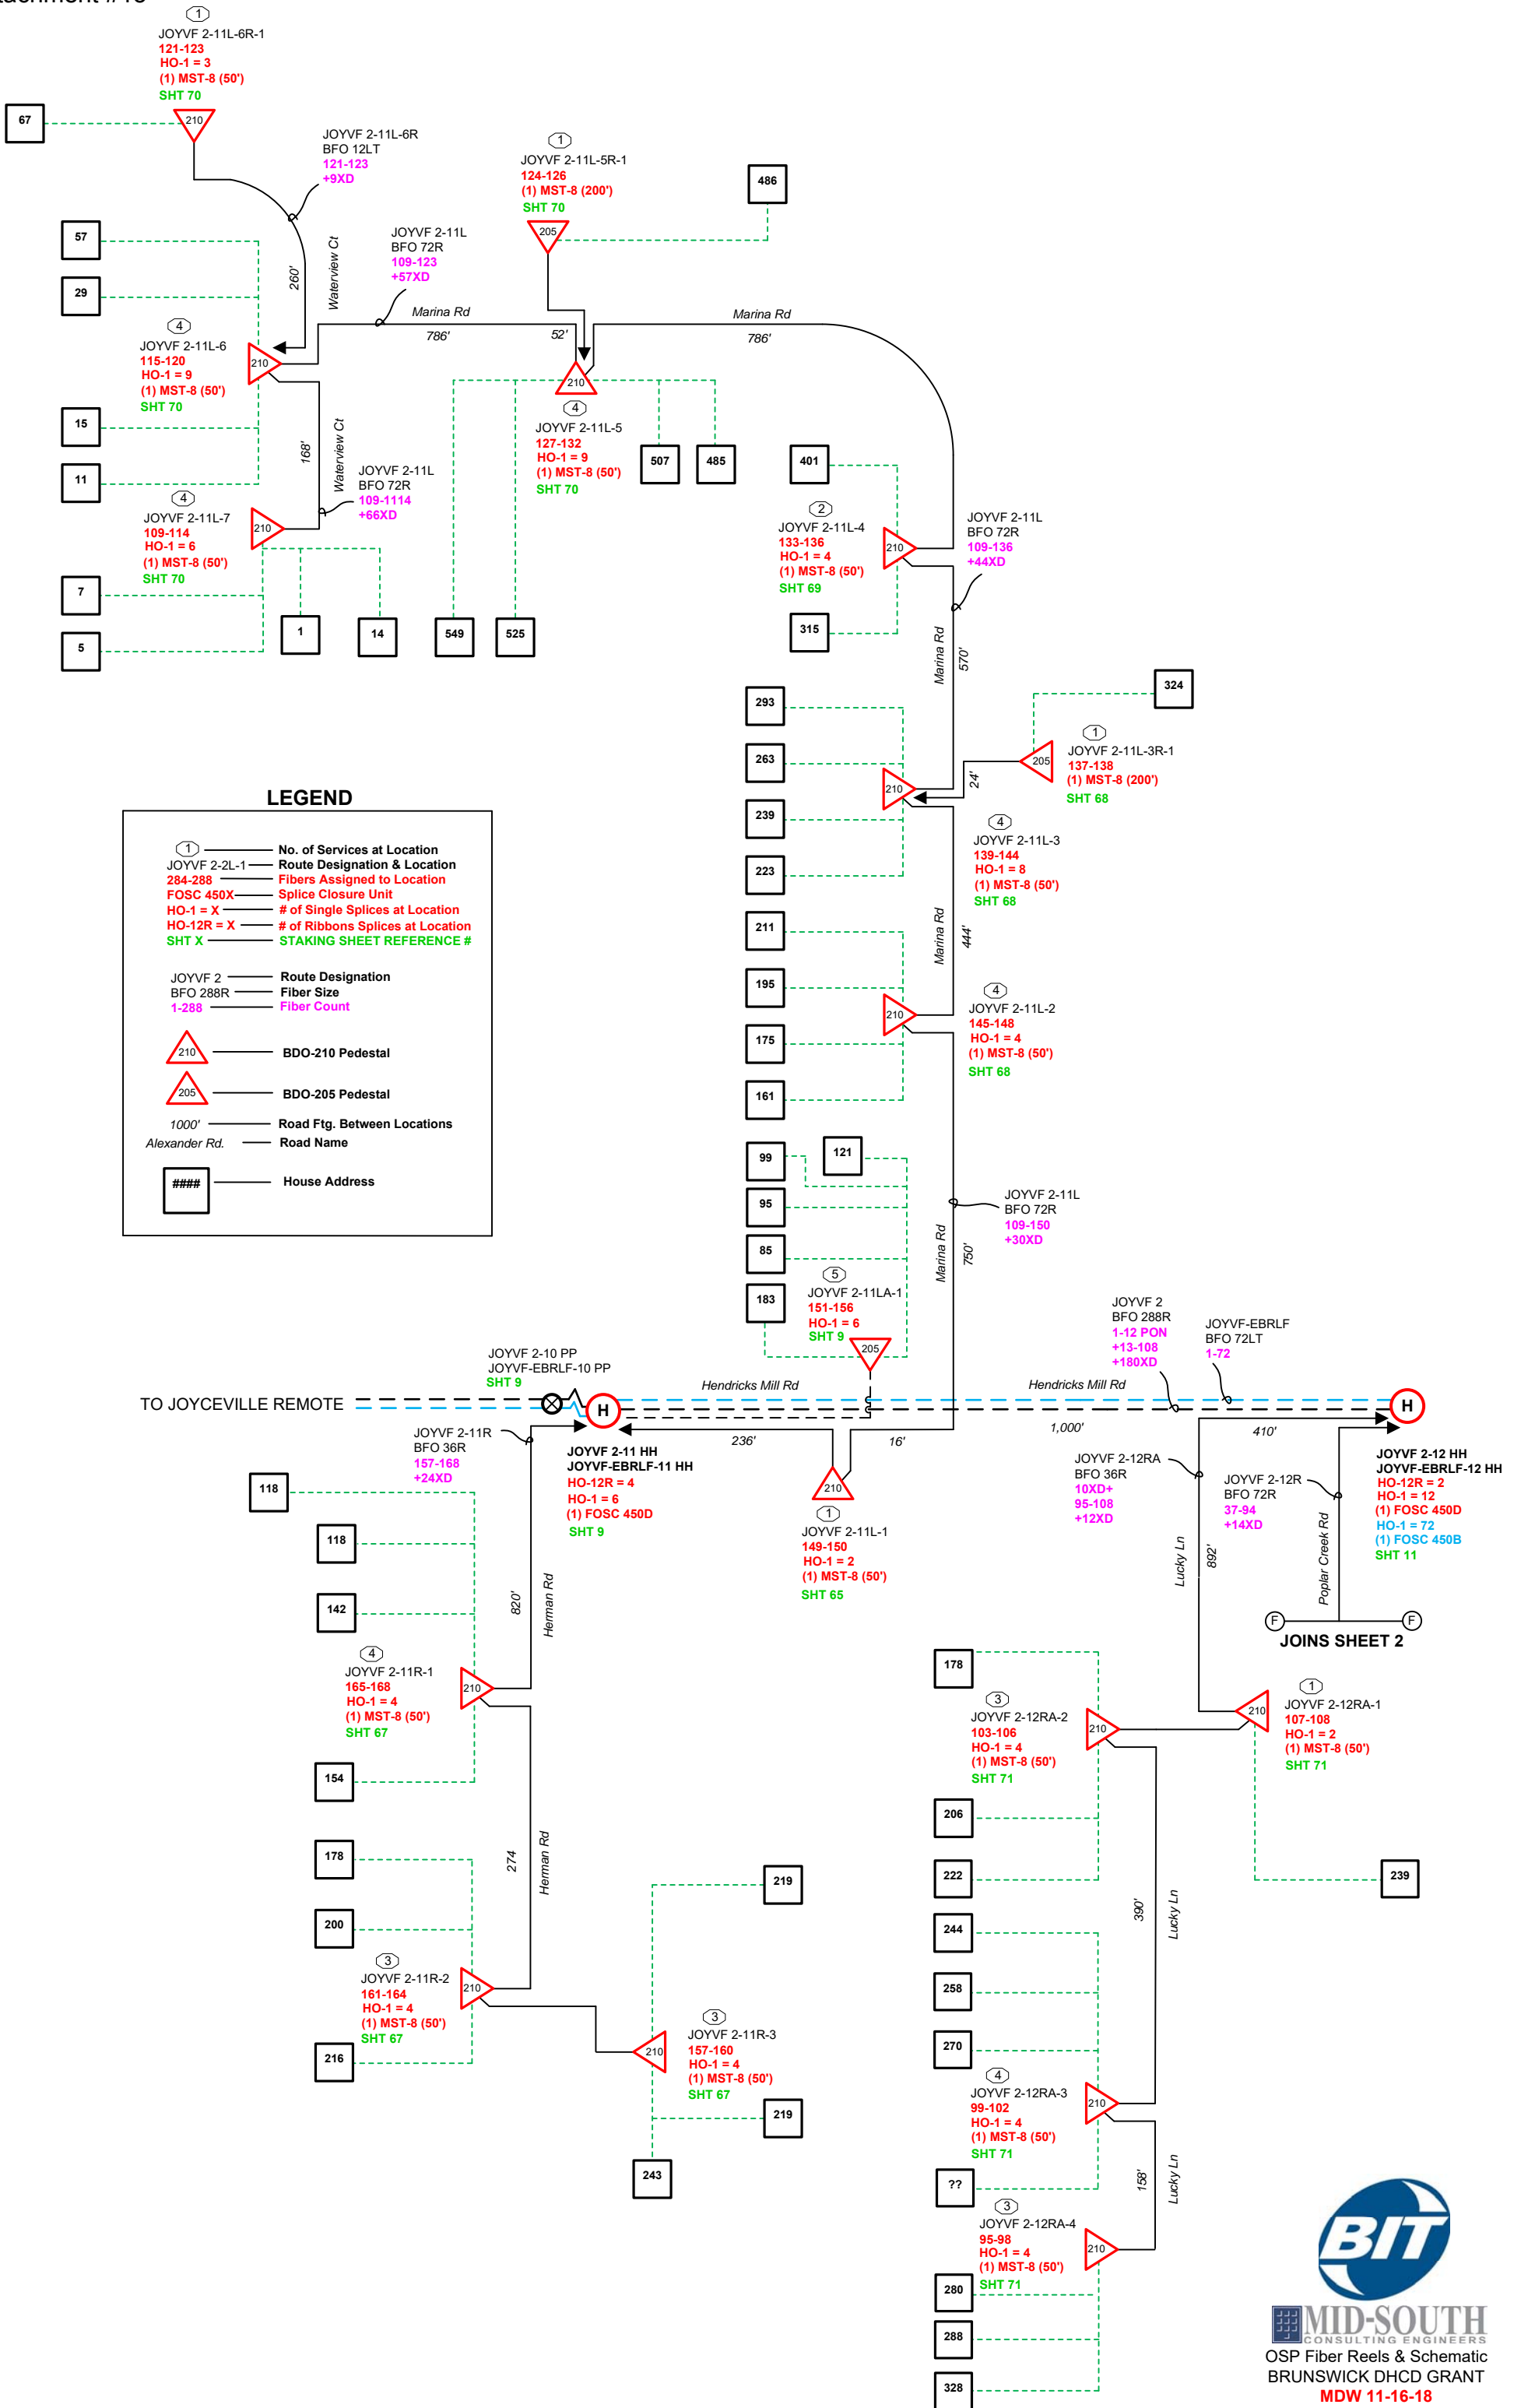 1
JOYVF 2-11L-6R-1
121-123
HO-1 = 3
(1) MST-8 (50')
SHT 70
67
210
JOYVF 2-11L-6R
BFO 12LT
121-123
+9XD
260'
Waterview Ct
1
JOYVF 2-11L-5R-1
124-126
(1) MST-8 (200')
SHT 70
205
486
57
29
4
JOYVF 2-11L-6
115-120
HO-1 = 9
(1) MST-8 (50')
SHT 70
210
15
11
JOYVF 2-11L
BFO 72R
109-123
+57XD
Marina Rd
786'
52'
Marina Rd
786'
168'
Waterview Ct
JOYVF 2-11L
BFO 72R
109-1114
+66XD
4
JOYVF 2-11L-7
109-114
HO-1 = 6
(1) MST-8 (50')
SHT 70
210
7
5
1
14
210
4
JOYVF 2-11L-5
127-132
HO-1 = 9
(1) MST-8 (50')
SHT 70
549
525
507
485
401
2
JOYVF 2-11L-4
133-136
HO-1 = 4
(1) MST-8 (50')
SHT 69
210
315
JOYVF 2-11L
BFO 72R
109-136
+44XD
Marina Rd
570'
293
263
239
223
210
24'
324
1
JOYVF 2-11L-3R-1
137-138
(1) MST-8 (200')
SHT 68
205
4
JOYVF 2-11L-3
139-144
HO-1 = 8
(1) MST-8 (50')
SHT 68
Marina Rd
444'
211
195
175
161
210
4
JOYVF 2-11L-2
145-148
HO-1 = 4
(1) MST-8 (50')
SHT 68
LEGEND
1 No. of Services at Location
JOYVF 2-2L-1 Route Designation & Location
284-288 Fibers Assigned to Location
FOSC 450X Splice Closure Unit
HO-1 = X # of Single Splices at Location
HO-12R = X # of Ribbons Splices at Location
SHT X STAKING SHEET REFERENCE #
JOYVF 2 Route Designation
BFO 288R Fiber Size
1-288 Fiber Count
210 BDO-210 Pedestal
205 BDO-205 Pedestal
1000' Road Ftg. Between Locations
Alexander Rd. Road Name
#### House Address
99
121
95
85
183
5
JOYVF 2-11LA-1
151-156
HO-1 = 6
SHT 9
205
Marina Rd
750'
JOYVF 2-11L
BFO 72R
109-150
+30XD
JOYVF 2
BFO 288R
1-12 PON
+13-108
+180XD
JOYVF-EBRLF
BFO 72LT
1-72
JOYVF 2-10 PP
JOYVF-EBRLF-10 PP
SHT 9
TO JOYCEVILLE REMOTE
H
Hendricks Mill Rd
Hendricks Mill Rd
H
236'
16'
1,000'
410'
JOYVF 2-11 HH
JOYVF-EBRLF-11 HH
HO-12R = 4
HO-1 = 6
(1) FOSC 450D
SHT 9
210
1
JOYVF 2-11L-1
149-150
HO-1 = 2
(1) MST-8 (50')
SHT 65
JOYVF 2-12 HH
JOYVF-EBRLF-12 HH
HO-12R = 2
HO-1 = 12
(1) FOSC 450D
HO-1 = 72
(1) FOSC 450B
SHT 11
JOYVF 2-11R
BFO 36R
157-168
+24XD
JOYVF 2-12RA
BFO 36R
10XD+
95-108
+12XD
JOYVF 2-12R
BFO 72R
37-94
+14XD
Lucky Ln
892'
Poplar Creek Rd
F
F
JOINS SHEET 2
118
118
142
820'
Herman Rd
4
JOYVF 2-11R-1
165-168
HO-1 = 4
(1) MST-8 (50')
SHT 67
210
154
178
200
274
Herman Rd
3
JOYVF 2-11R-2
161-164
HO-1 = 4
(1) MST-8 (50')
SHT 67
210
216
219
3
JOYVF 2-11R-3
157-160
HO-1 = 4
(1) MST-8 (50')
SHT 67
210
219
243
178
3
JOYVF 2-12RA-2
103-106
HO-1 = 4
(1) MST-8 (50')
SHT 71
210
206
222
210
1
JOYVF 2-12RA-1
107-108
HO-1 = 2
(1) MST-8 (50')
SHT 71
239
244
258
270
390'
Lucky Ln
4
JOYVF 2-12RA-3
99-102
HO-1 = 4
(1) MST-8 (50')
SHT 71
210
??
158'
Lucky Ln
3
JOYVF 2-12RA-4
95-98
HO-1 = 4
(1) MST-8 (50')
SHT 71
210
280
288
328
BIT
MID-SOUTH
CONSULTING ENGINEERS
OSP Fiber Reels & Schematic
BRUNSWICK DHCD GRANT
MDW 11-16-18